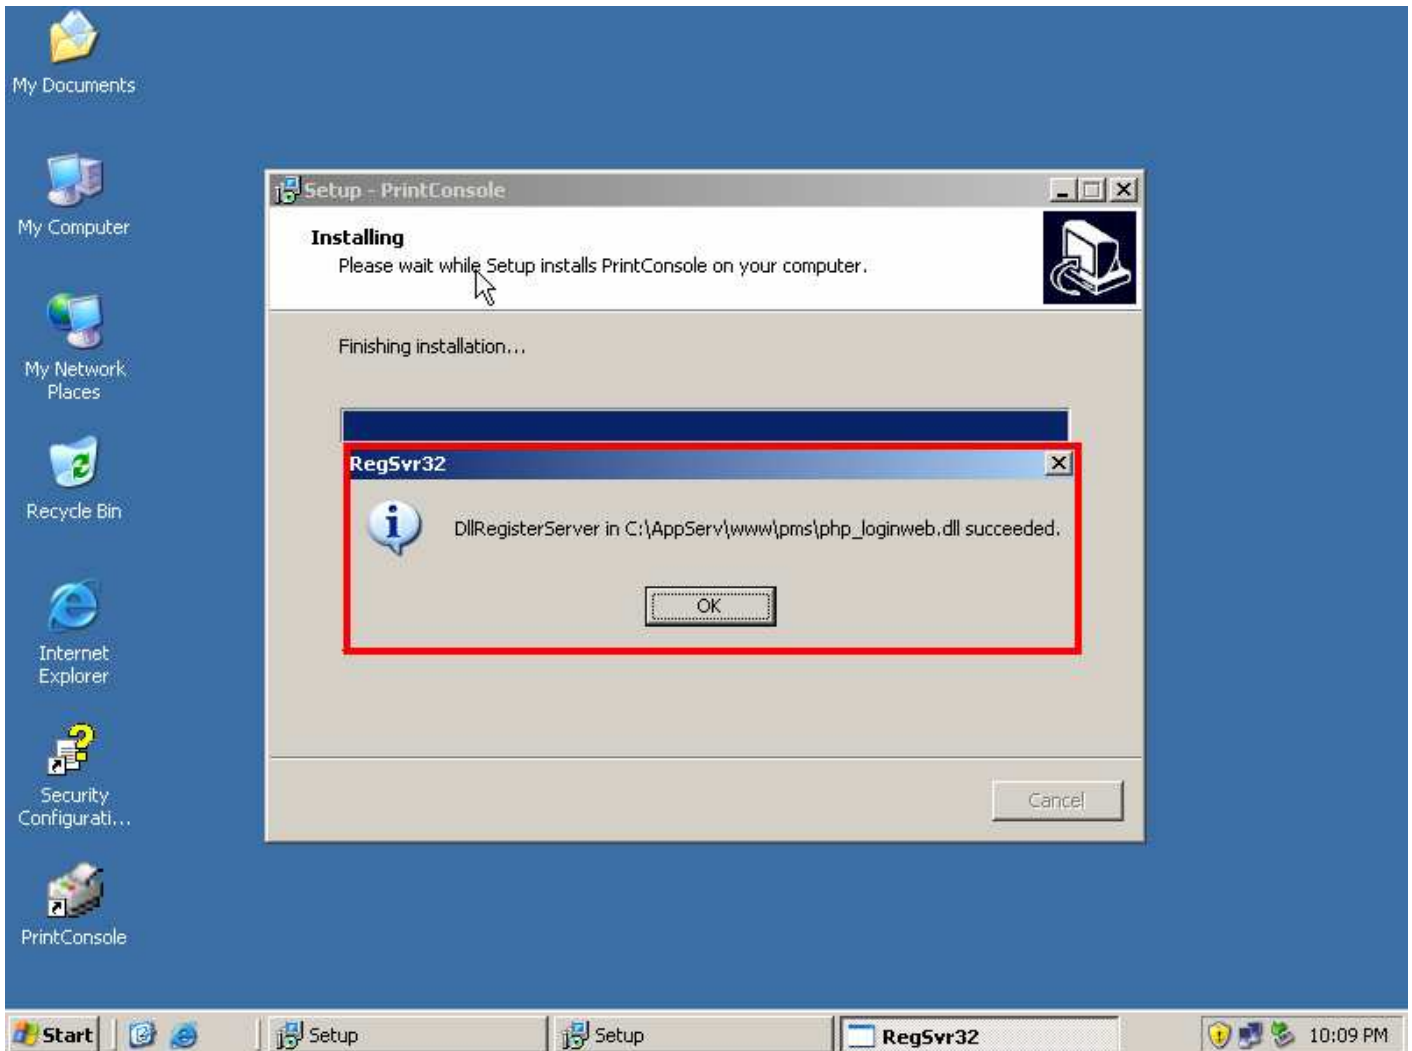 My Documents
My Computer
My Network
Places
Recycle Bin
Internet
Explorer
Security
Configurati...
PrintConsole
Setup - PrintConsole
Installing
Please wait while Setup installs PrintConsole on your computer.
Finishing installation...
RegSvr32
DllRegisterServer in C:\AppServ\www\pms\php_loginweb.dll succeeded.
OK
Cancel
Start
Setup
Setup
RegSvr32
10:09 PM